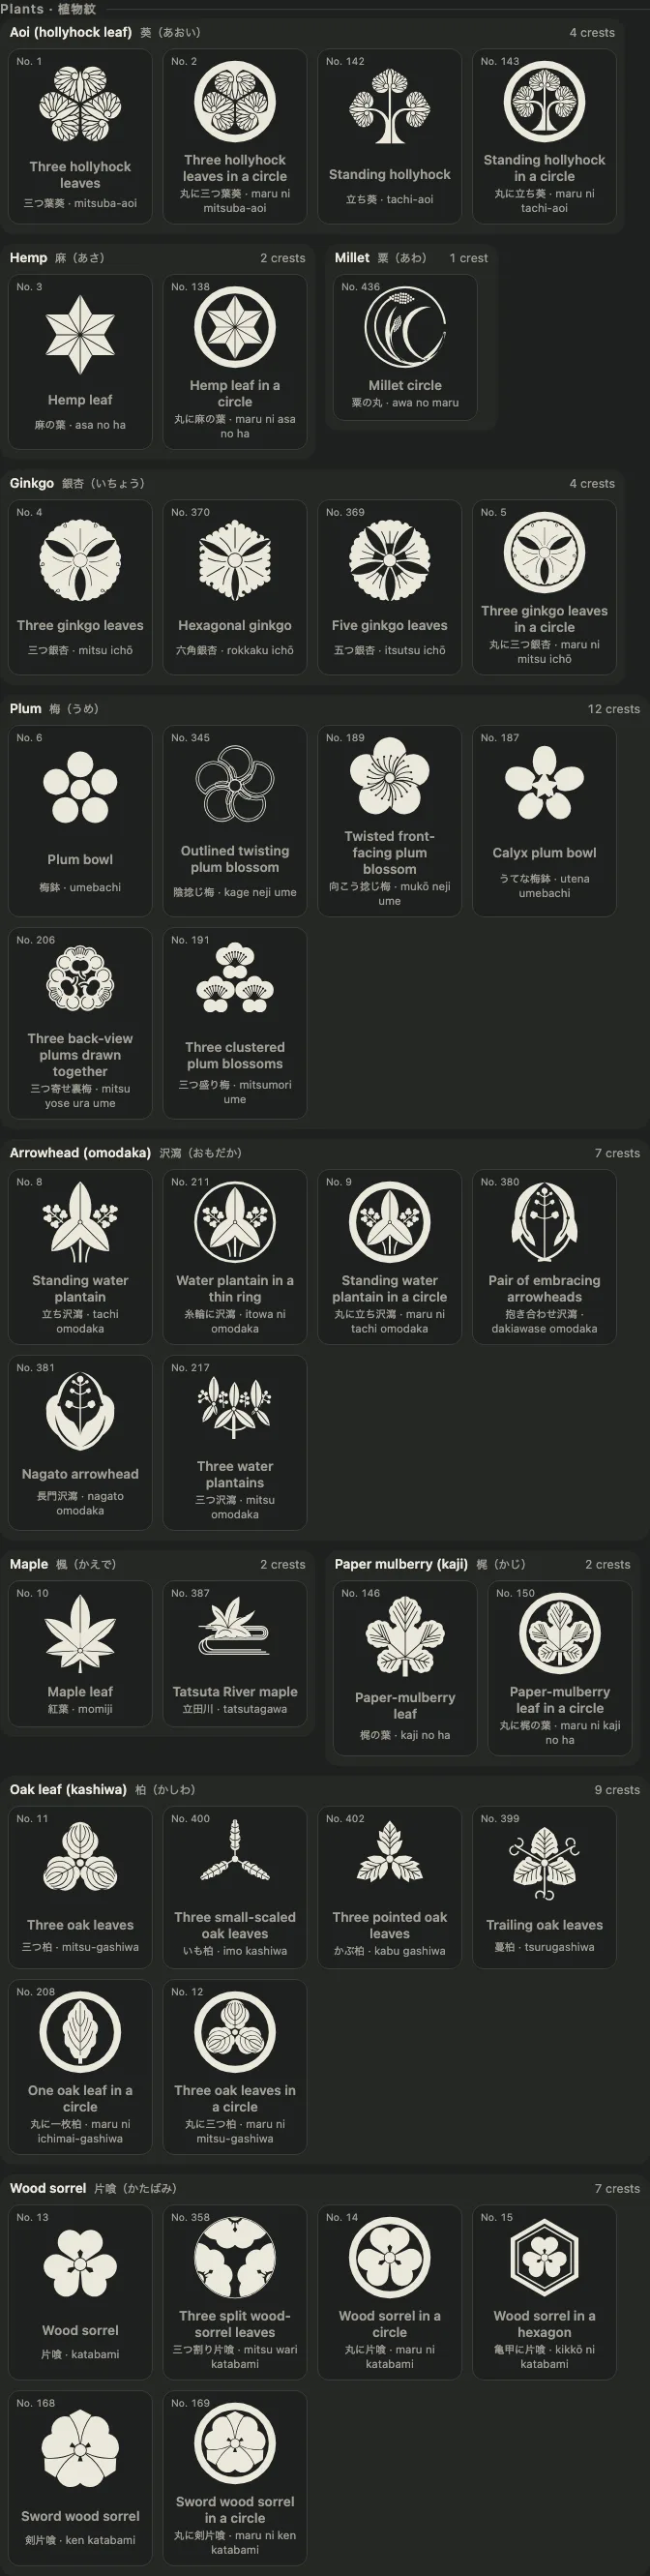 Plants · 植物紋
Aoi (hollyhock leaf) 葵（あおい） 4 crests
No. 1
Three hollyhock
leaves
三つ葉葵 · mitsuba-aoi
No. 2
Three hollyhock
leaves in a circle
丸に三つ葉葵 · maru ni
mitsuba-aoi
No. 142
Standing hollyhock
立ち葵 · tachi-aoi
No. 143
Standing hollyhock
in a circle
丸に立ち葵 · maru ni
tachi-aoi
Hemp 麻（あさ） 2 crests
No. 3
Hemp leaf
麻の葉 · asa no ha
No. 138
Hemp leaf in a
circle
丸に麻の葉 · maru ni asa
no ha
Millet 粟（あわ） 1 crest
No. 436
Millet circle
粟の丸 · awa no maru
Ginkgo 銀杏（いちょう） 4 crests
No. 4
Three ginkgo leaves
三つ銀杏 · mitsu ichō
No. 370
Hexagonal ginkgo
六角銀杏 · rokkaku ichō
No. 369
Five ginkgo leaves
五つ銀杏 · itsutsu ichō
No. 5
Three ginkgo leaves
in a circle
丸に三つ銀杏 · maru ni
mitsu ichō
Plum 梅（うめ） 12 crests
No. 6
Plum bowl
梅鉢 · umebachi
No. 345
Outlined twisting
plum blossom
陰捻じ梅 · kage neji ume
No. 189
Twisted front-
facing plum
blossom
向こう捻じ梅 · mukō neji
ume
No. 187
Calyx plum bowl
うてな梅鉢 · utena
umebachi
No. 206
Three back-view
plums drawn
together
三つ寄せ裏梅 · mitsu
yose ura ume
No. 191
Three clustered
plum blossoms
三つ盛り梅 · mitsumori
ume
Arrowhead (omodaka) 沢瀉（おもだか） 7 crests
No. 8
Standing water
plantain
立ち沢瀉 · tachi
omodaka
No. 211
Water plantain in a
thin ring
糸輪に沢瀉 · itowa ni
omodaka
No. 9
Standing water
plantain in a circle
丸に立ち沢瀉 · maru ni
tachi omodaka
No. 380
Pair of embracing
arrowheads
抱き合わせ沢瀉 ·
dakiawase omodaka
No. 381
Nagato arrowhead
長門沢瀉 · nagato
omodaka
No. 217
Three water
plantains
三つ沢瀉 · mitsu
omodaka
Maple 楓（かえで） 2 crests
No. 10
Maple leaf
紅葉 · momiji
No. 387
Tatsuta River maple
立田川 · tatsutagawa
Paper mulberry (kaji) 梶（かじ） 2 crests
No. 146
Paper-mulberry
leaf
梶の葉 · kaji no ha
No. 150
Paper-mulberry
leaf in a circle
丸に梶の葉 · maru ni kaji
no ha
Oak leaf (kashiwa) 柏（かしわ） 9 crests
No. 11
Three oak leaves
三つ柏 · mitsu-gashiwa
No. 400
Three small-scaled
oak leaves
いも柏 · imo kashiwa
No. 402
Three pointed oak
leaves
かぶ柏 · kabu gashiwa
No. 399
Trailing oak leaves
蔓柏 · tsurugashiwa
No. 208
One oak leaf in a
circle
丸に一枚柏 · maru ni
ichimai-gashiwa
No. 12
Three oak leaves in
a circle
丸に三つ柏 · maru ni
mitsu-gashiwa
Wood sorrel 片喰（かたばみ） 7 crests
No. 13
Wood sorrel
片喰 · katabami
No. 358
Three split wood-
sorrel leaves
三つ割り片喰 · mitsu wari
katabami
No. 14
Wood sorrel in a
circle
丸に片喰 · maru ni
katabami
No. 15
Wood sorrel in a
hexagon
亀甲に片喰 · kikkō ni
katabami
No. 168
Sword wood sorrel
剣片喰 · ken katabami
No. 169
Sword wood sorrel
in a circle
丸に剣片喰 · maru ni ken
katabami